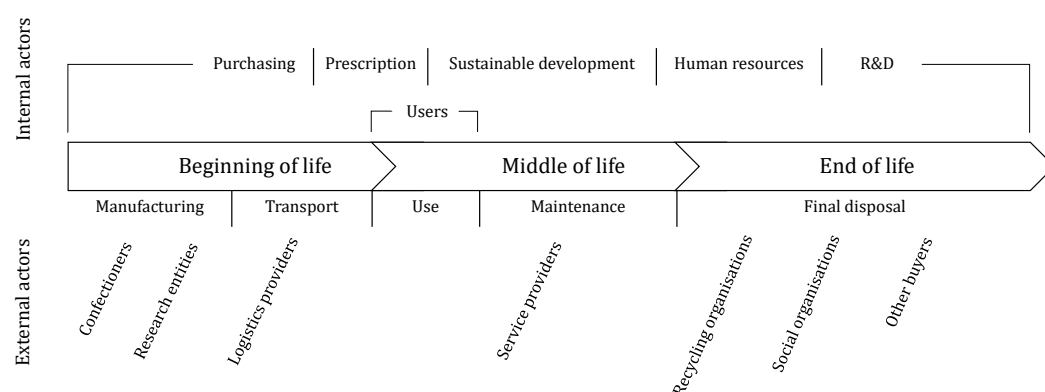 Internal actors
Purchasing
Prescription
Sustainable development
Human resources
R&D
Users
Beginning of life
Middle of life
End of life
Manufacturing
Transport
Use
Maintenance
Final disposal
External actors
Confectioners
Research entities
Logistics providers
Service providers
Recycling organisations
Social organisations
Other buyers